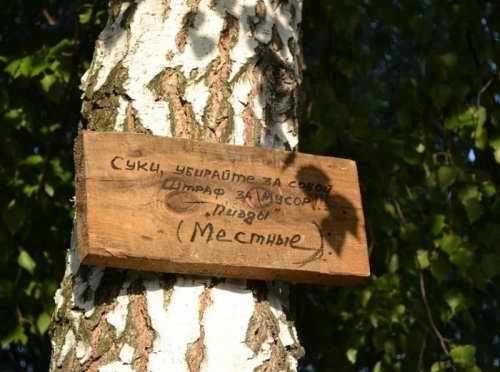 Суки, убирайте за собой
Штраф за мусор!!
"Пизды"
(Местные)